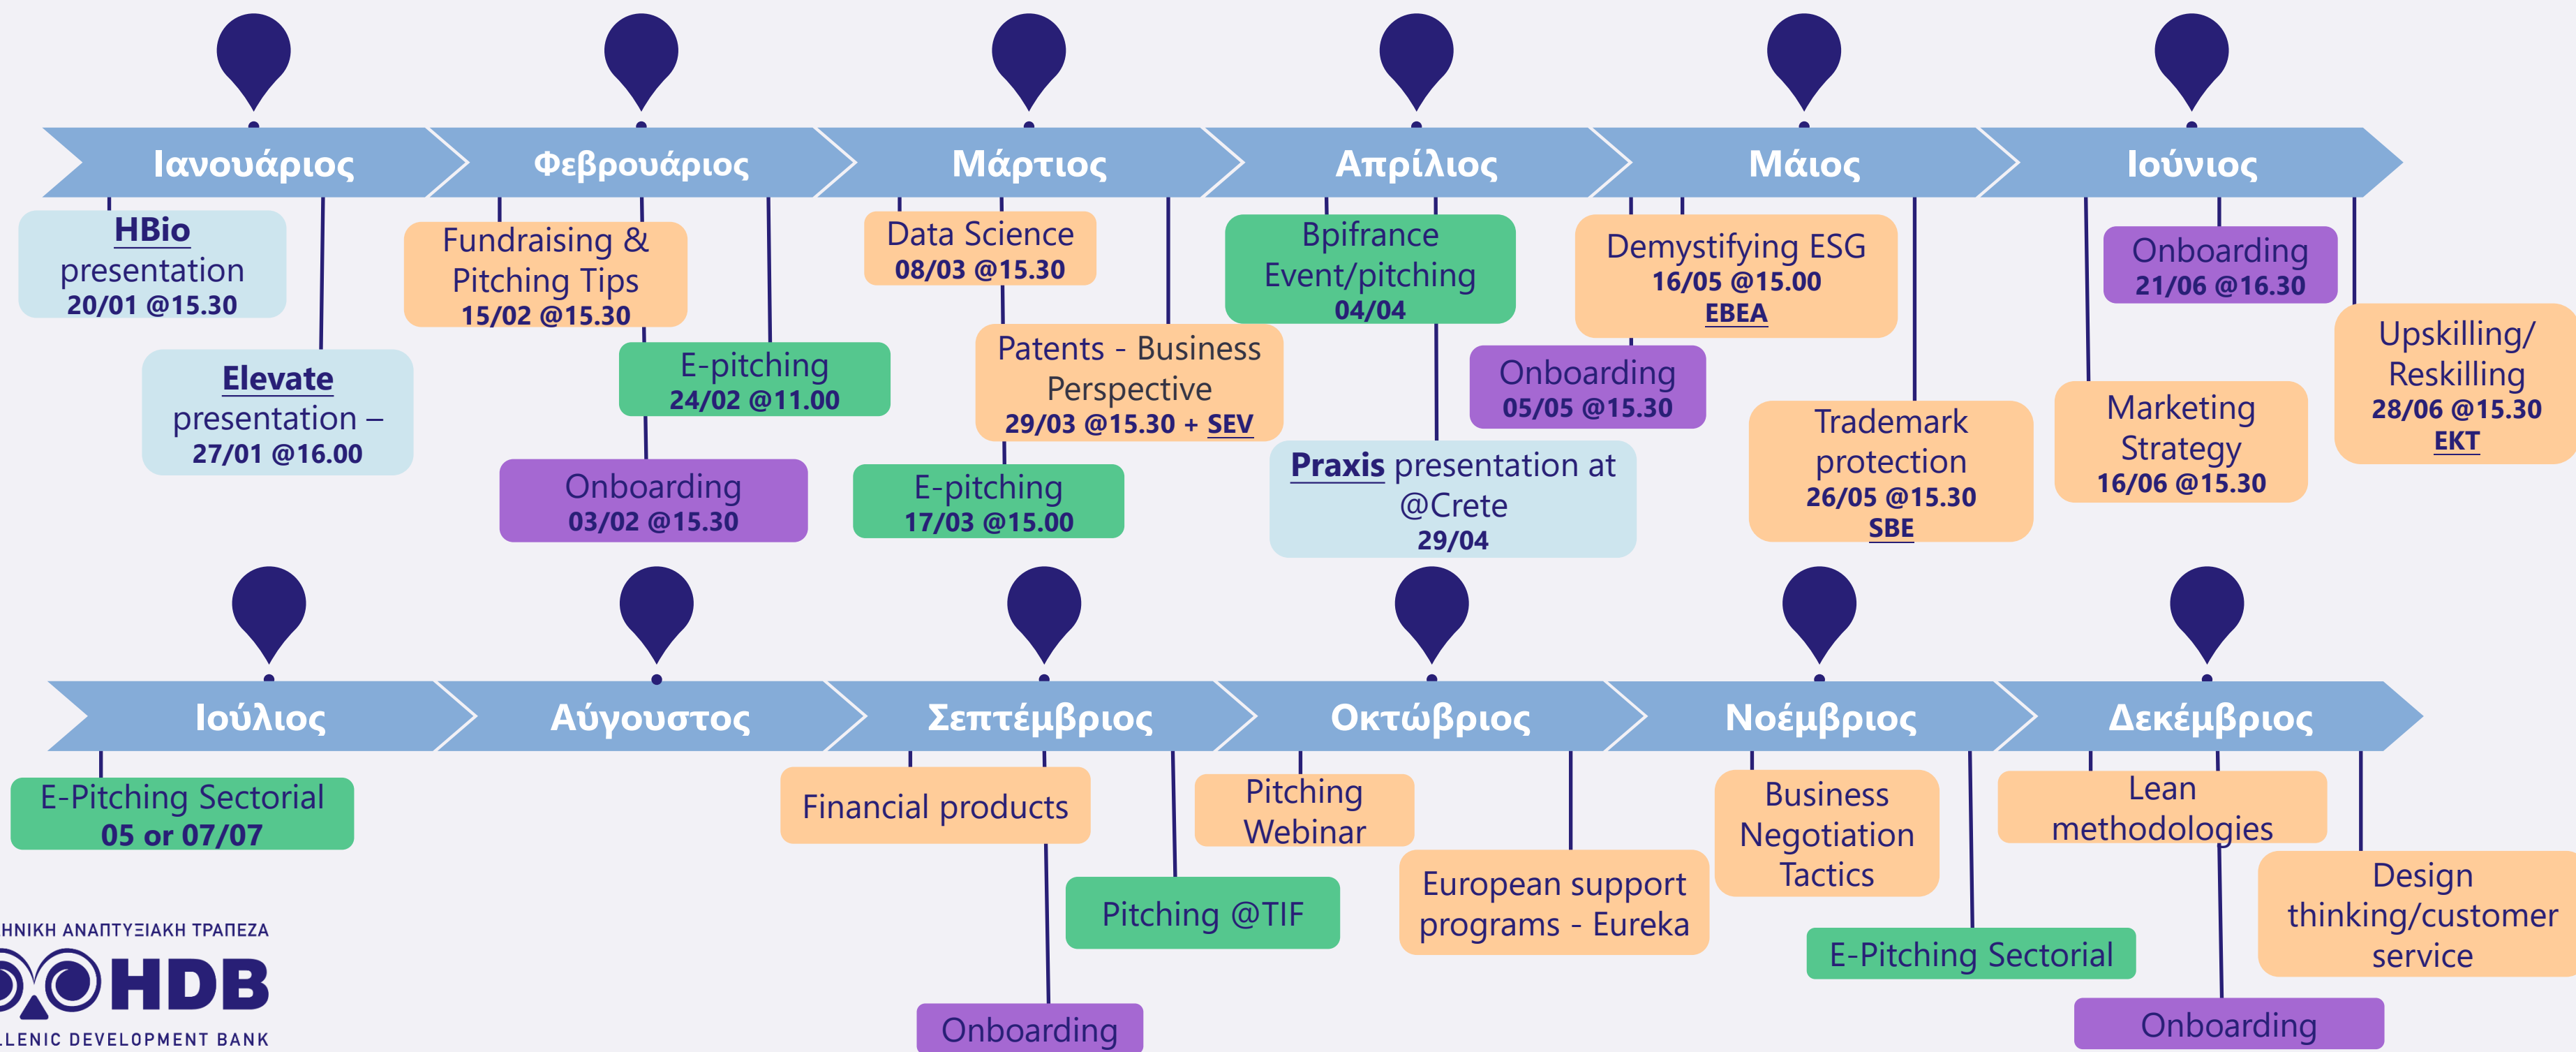 Ιανουάριος
Φεβρουάριος
Μάρτιος
Απρίλιος
Μάιος
Ιούνιος
HBio
presentation
20/01 @15.30
Elevate
presentation –
27/01 @16.00
Fundraising &
Pitching Tips
15/02 @15.30
E-pitching
24/02 @11.00
Onboarding
03/02 @15.30
Data Science
08/03 @15.30
Patents - Business
Perspective
29/03 @15.30 + SEV
E-pitching
17/03 @15.00
Bpifrance
Event/pitching
04/04
Praxis presentation at
@Crete
29/04
Demystifying ESG
16/05 @15.00
EBEA
Onboarding
05/05 @15.30
Trademark
protection
26/05 @15.30
SBE
Onboarding
21/06 @16.30
Marketing
Strategy
16/06 @15.30
Upskilling/
Reskilling
28/06 @15.30
EKT
Ιούλιος
Αύγουστος
Σεπτέμβριος
Οκτώβριος
Νοέμβριος
Δεκέμβριος
E-Pitching Sectorial
05 or 07/07
Financial products
Pitching @TIF
Onboarding
Pitching
Webinar
European support
programs - Eureka
Business
Negotiation
Tactics
E-Pitching Sectorial
Lean
methodologies
Design
thinking/customer
service
Onboarding
ΗΝΙΚΗ ΑΝΑΠΤΥΞΙΑΚΗ ΤΡΑΠΕΖΑ
HDB
LLENIC DEVELOPMENT BANK